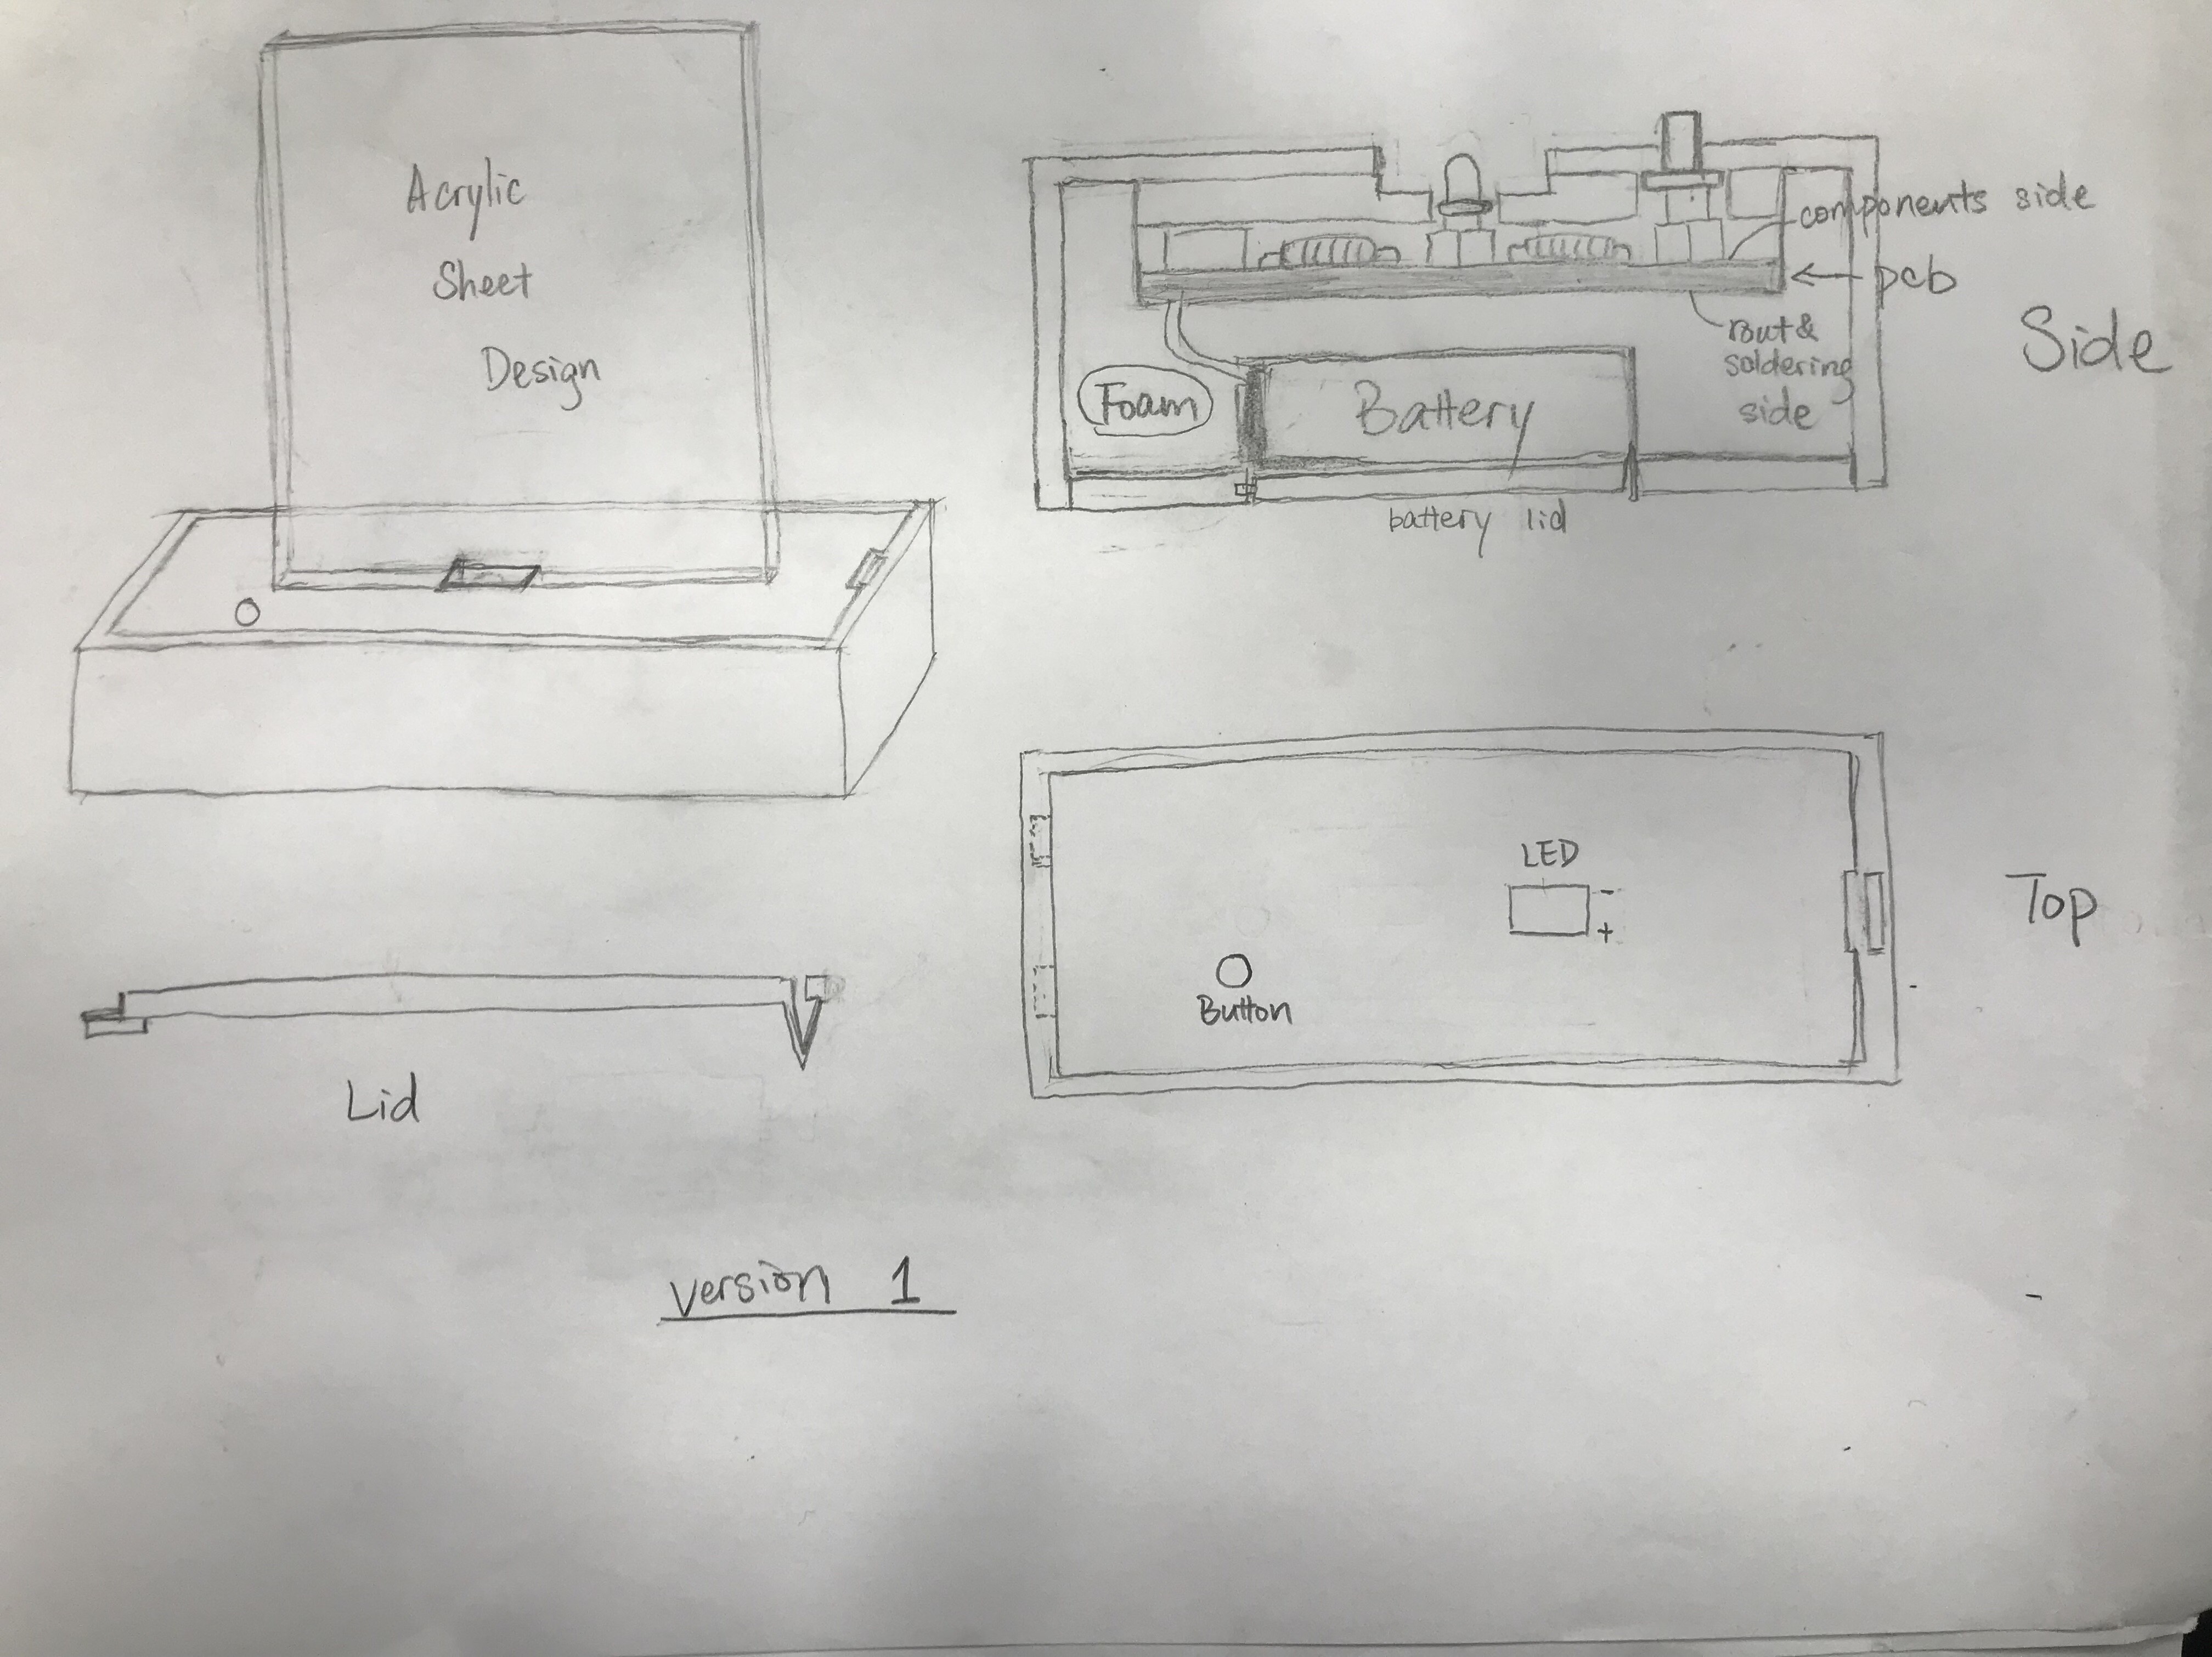 Acrylic
Sheet
Design
components side
pcb
rout &
soldering
side
Side
Foam
Battery
battery lid
LED
-
+
Button
Top
Lid
version 1